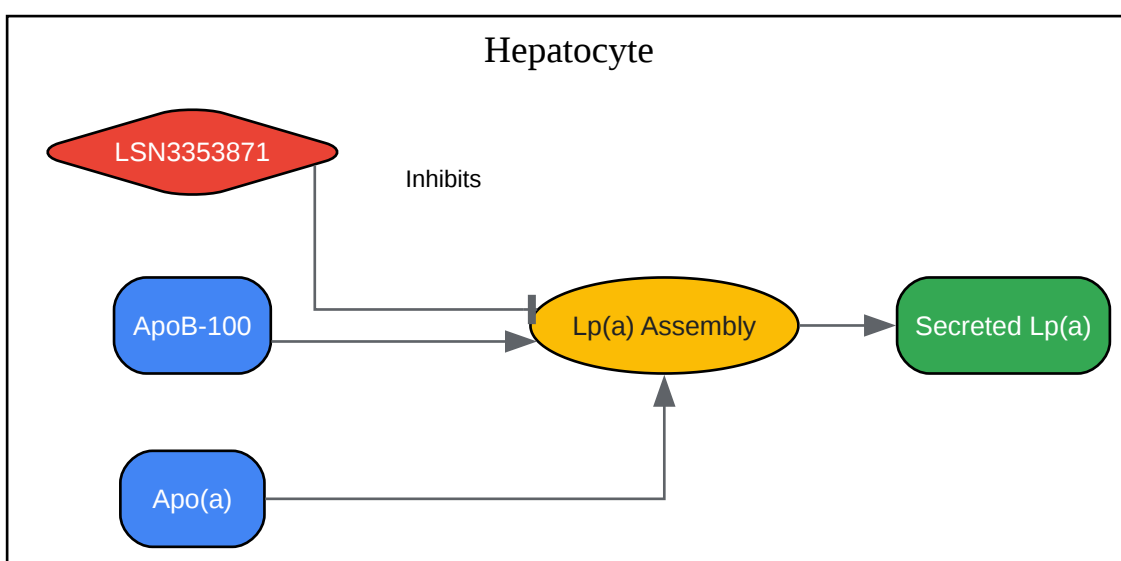 Hepatocyte
LSN3353871
Inhibits
ApoB-100
Lp(a) Assembly
Secreted Lp(a)
Apo(a)